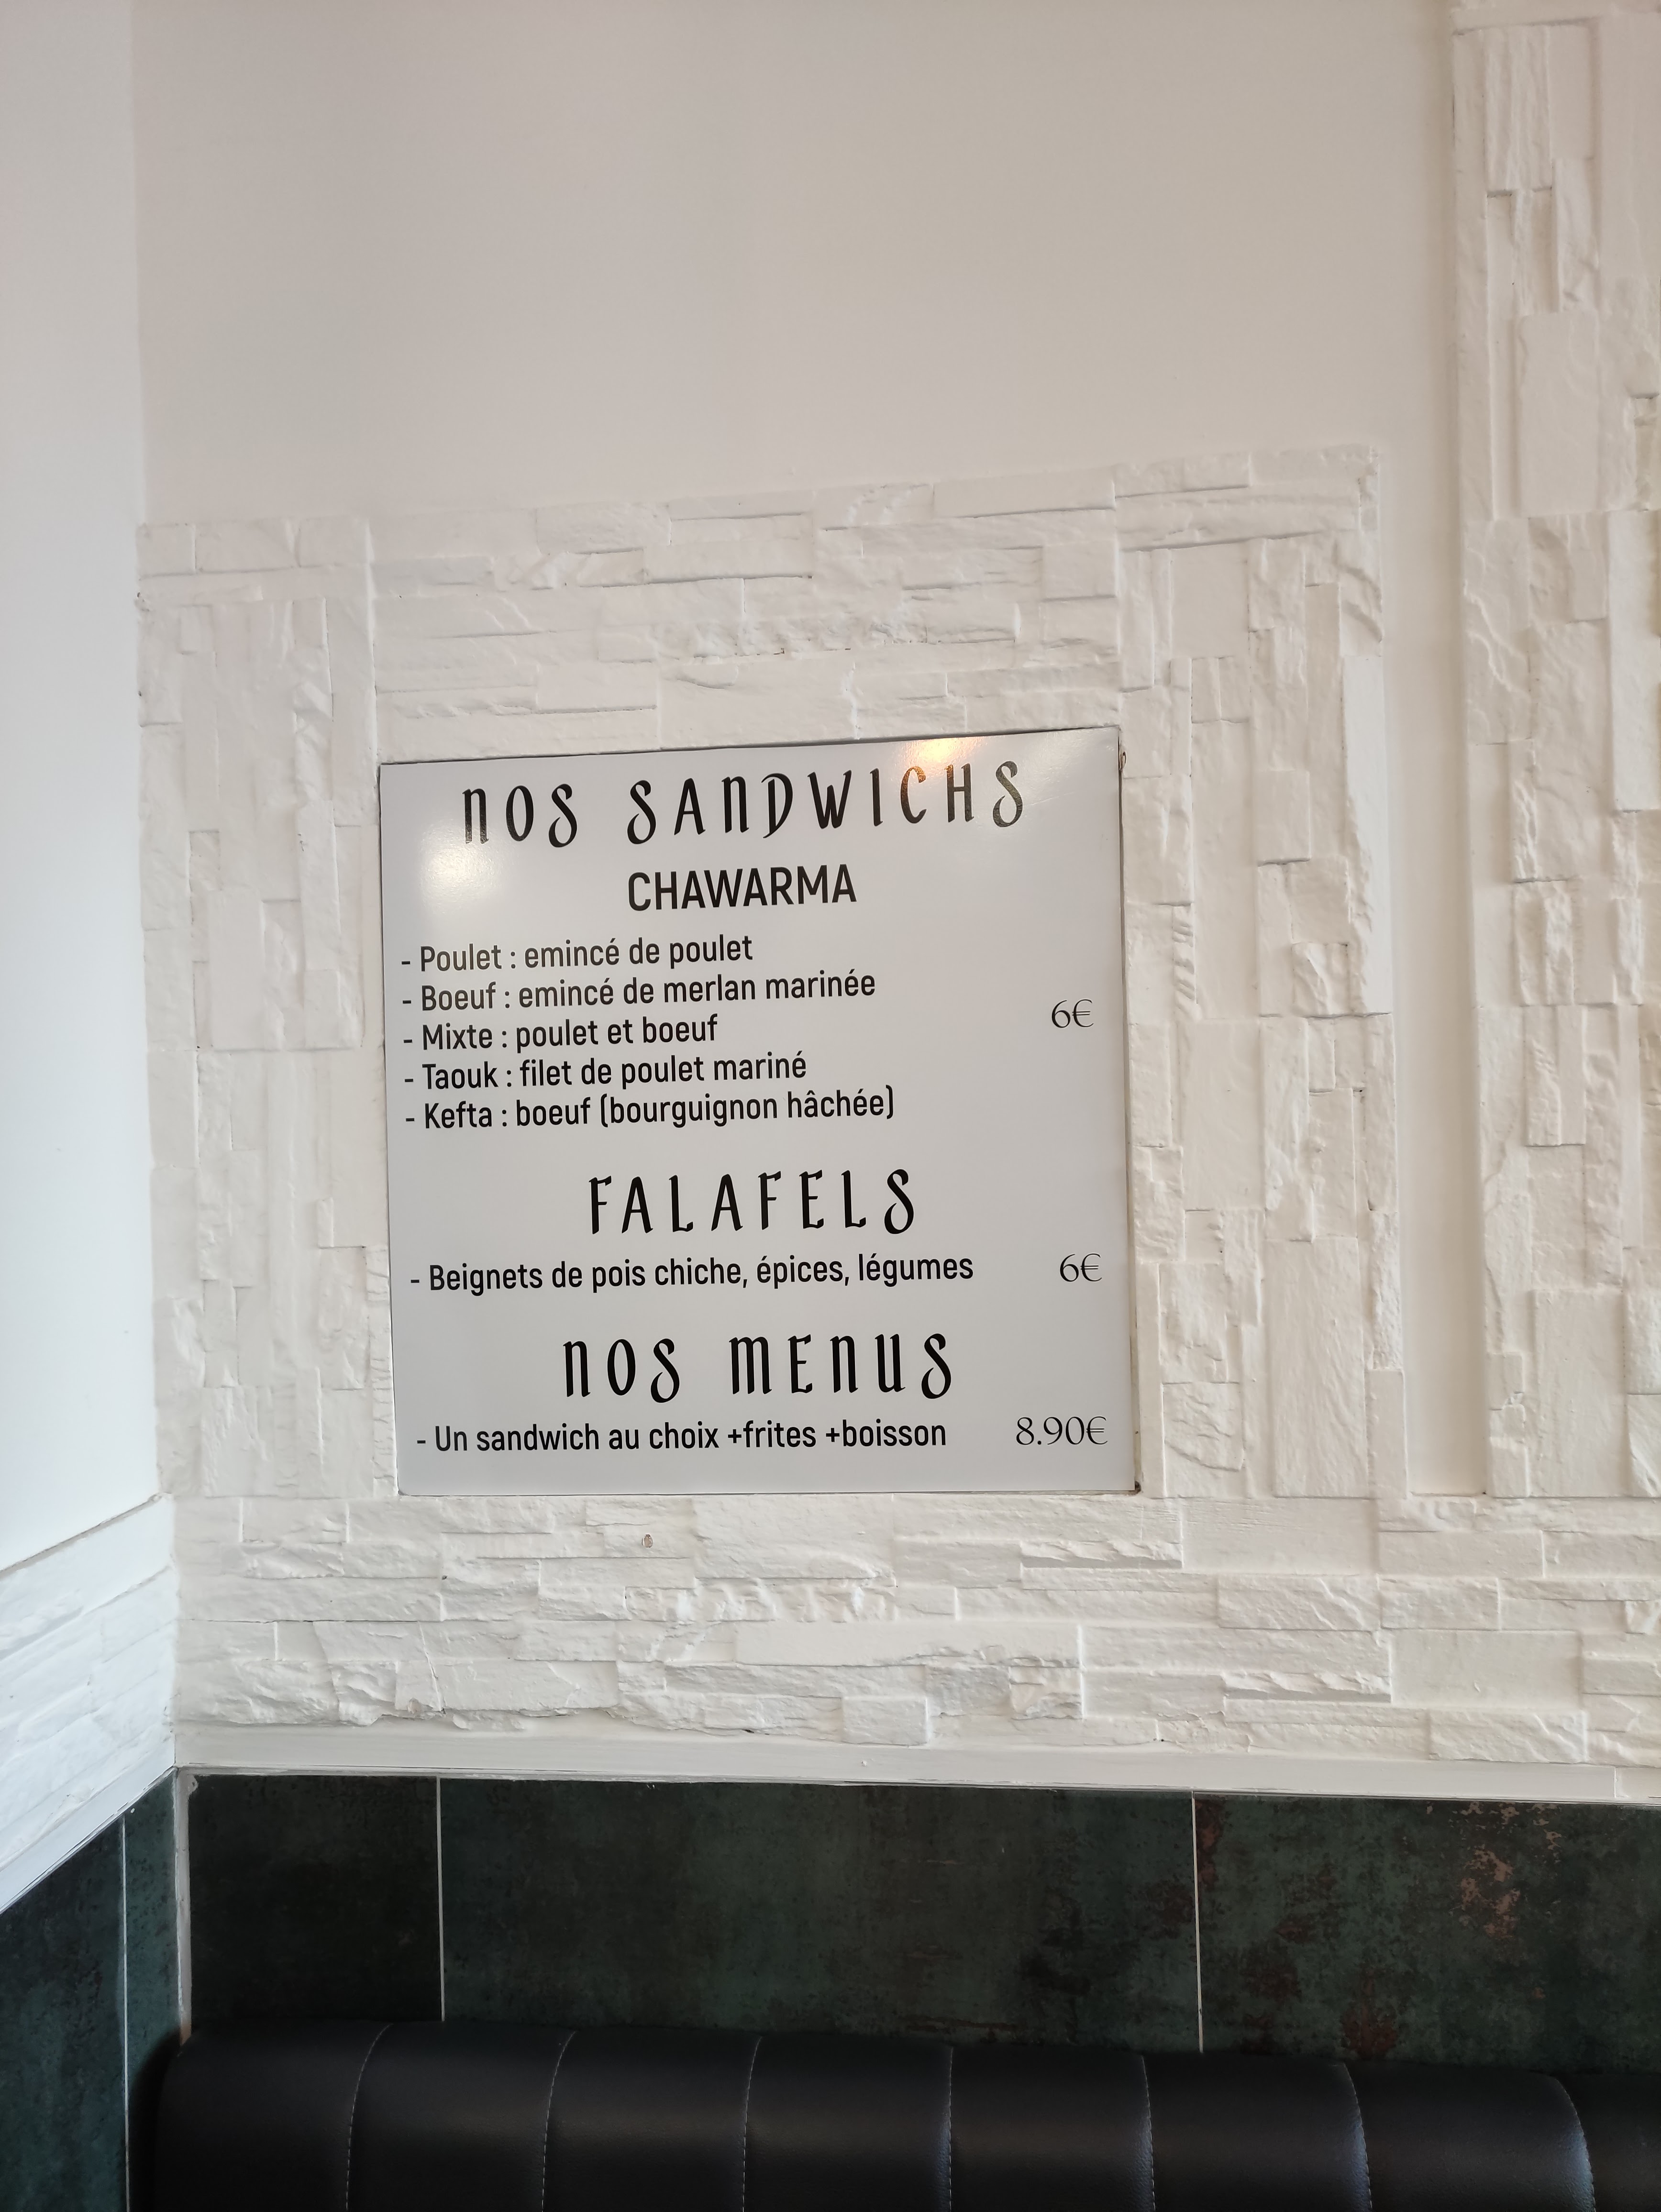 NOS SANDWICHS
CHAWARMA
- Poulet : emincé de poulet
- Boeuf : emincé de merlan marinée
- Mixte : poulet et boeuf
6€
- Taouk : filet de poulet mariné
- Kefta : boeuf (bourguignon hâchée)
FALAFELS
- Beignets de pois chiche, épices, légumes 6€
NOS MENUS
- Un sandwich au choix +frites +boisson 8.90€